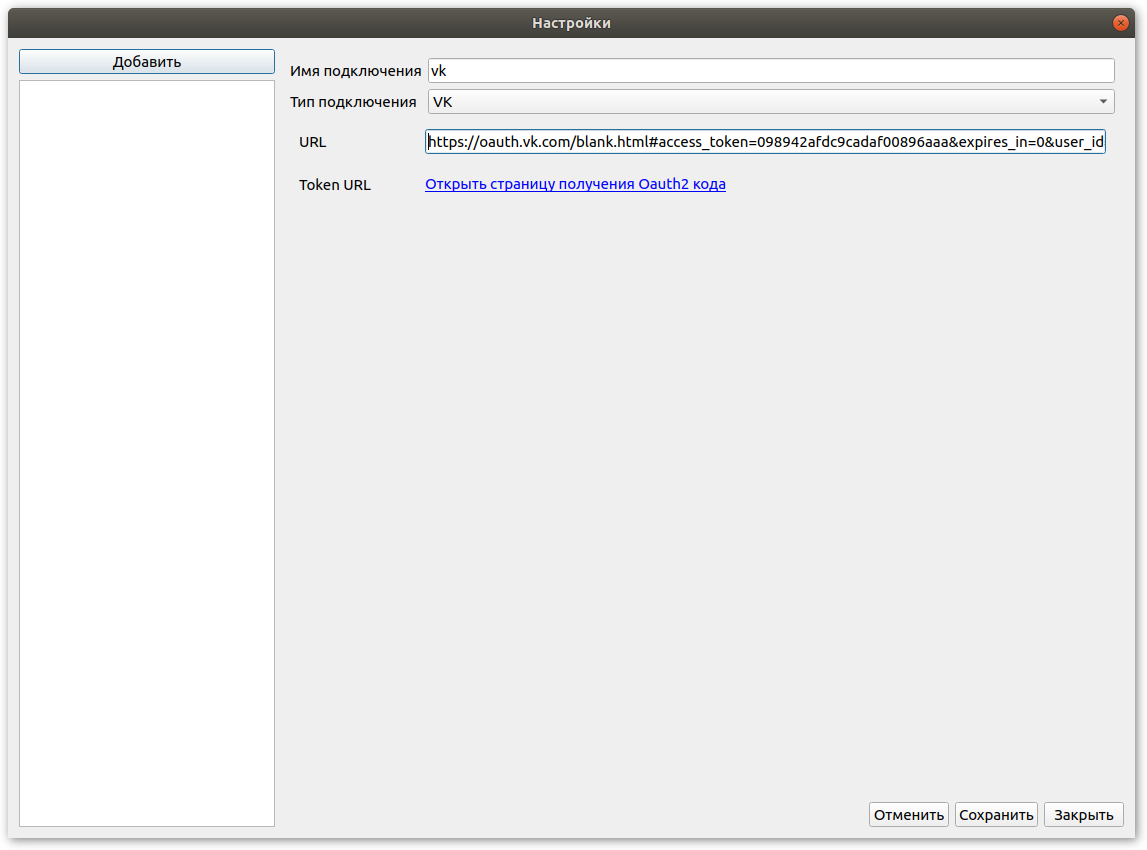 Настройки
Добавить
Имя подключения vk
Тип подключения VK
URL https://oauth.vk.com/blank.html#access_token=098942afdc9cadaf00896aaa&expires_in=0&user_id
Token URL Открыть страницу получения Oauth2 кода
Отменить Сохранить Закрыть